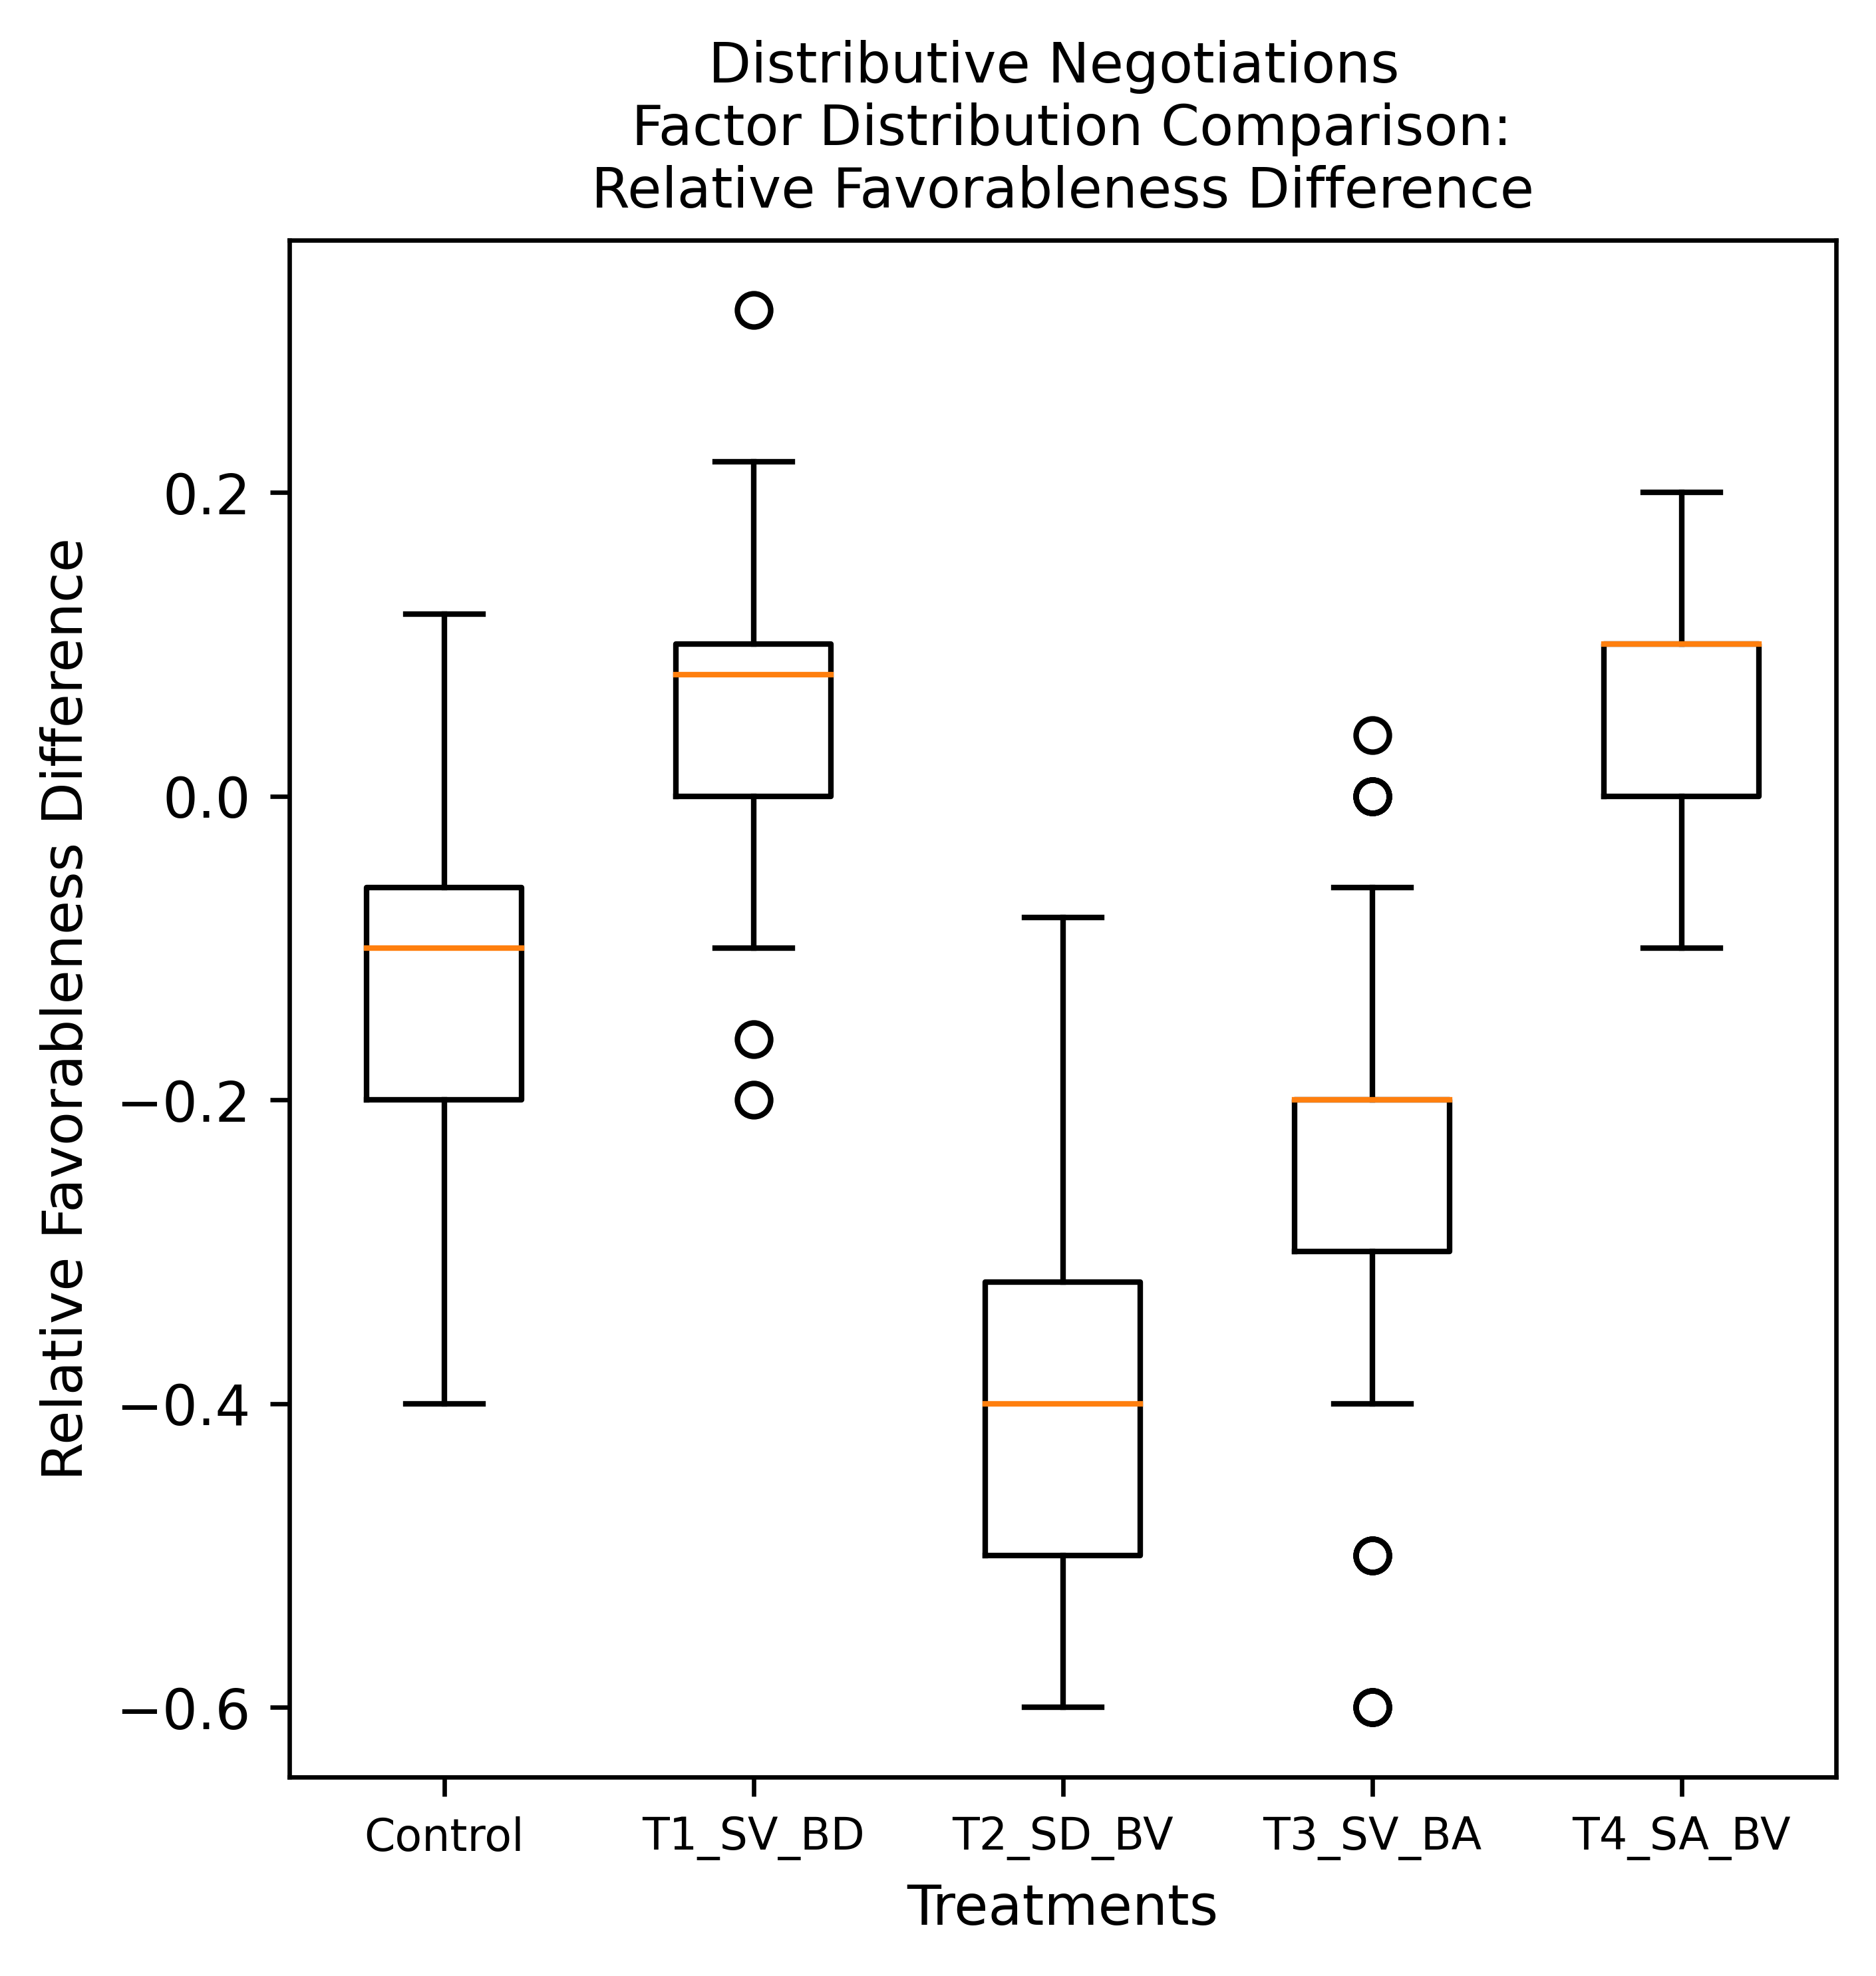 Distributive Negotiations
Factor Distribution Comparison:
Relative Favorableness Difference
Relative Favorableness Difference
0.2
0.0
−0.2
−0.4
−0.6
Control
T1_SV_BD
T2_SD_BV
T3_SV_BA
T4_SA_BV
Treatments